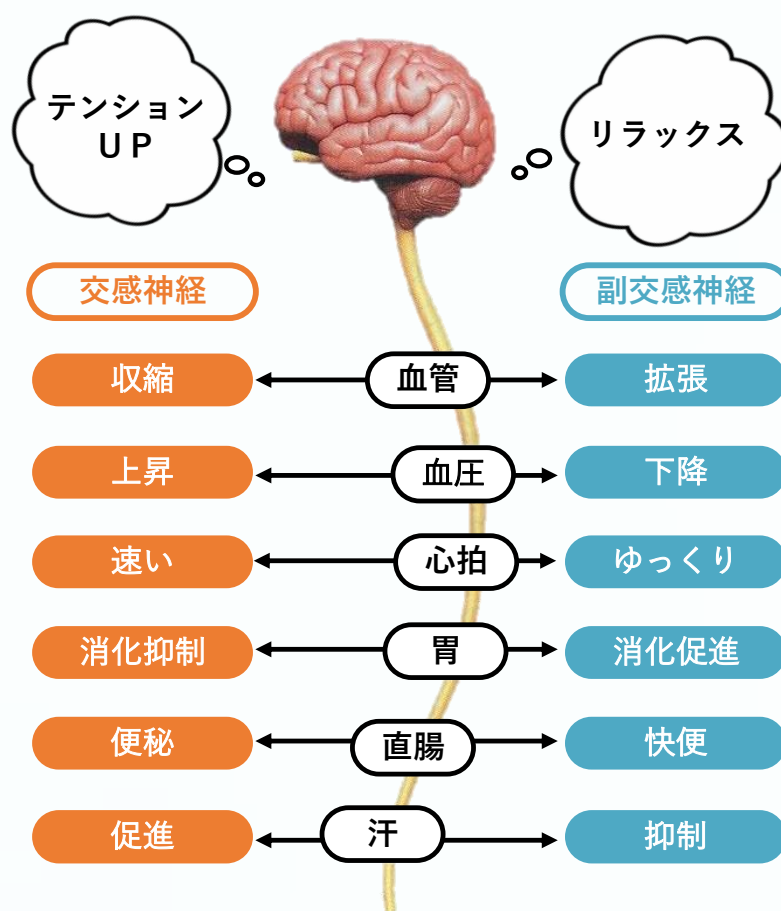 テンション
UP
リラックス
交感神経
副交感神経
収縮
血管
拡張
上昇
血圧
下降
速い
心拍
ゆっくり
消化抑制
胃
消化促進
便秘
直腸
快便
促進
汗
抑制